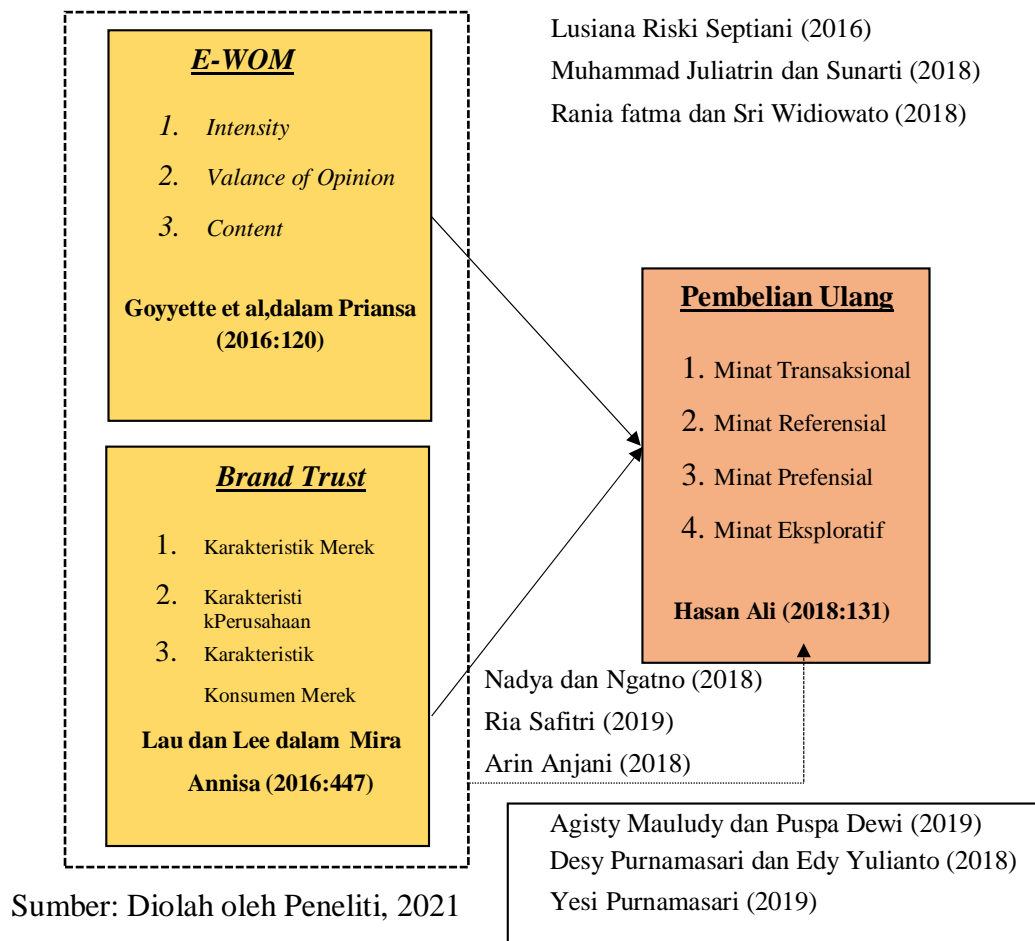 E-WOM
1. Intensity
2. Valance of Opinion
3. Content
Goyyette et al,dalam Priansa
(2016:120)
Lusiana Riski Septiani (2016)
Muhammad Juliatrin dan Sunarti (2018)
Rania fatma dan Sri Widiowato (2018)
Pembelian Ulang
1. Minat Transaksional
2. Minat Referensial
3. Minat Prefensial
4. Minat Eksploratif
Hasan Ali (2018:131)
Brand Trust
1. Karakteristik Merek
2. Karakteristi
kPerusahaan
3. Karakteristik
Konsumen Merek
Lau dan Lee dalam Mira
Annisa (2016:447)
Nadya dan Ngatno (2018)
Ria Safitri (2019)
Arin Anjani (2018)
Agisty Mauludy dan Puspa Dewi (2019)
Desy Purnamasari dan Edy Yulianto (2018)
Yesi Purnamasari (2019)
Sumber: Diolah oleh Peneliti, 2021